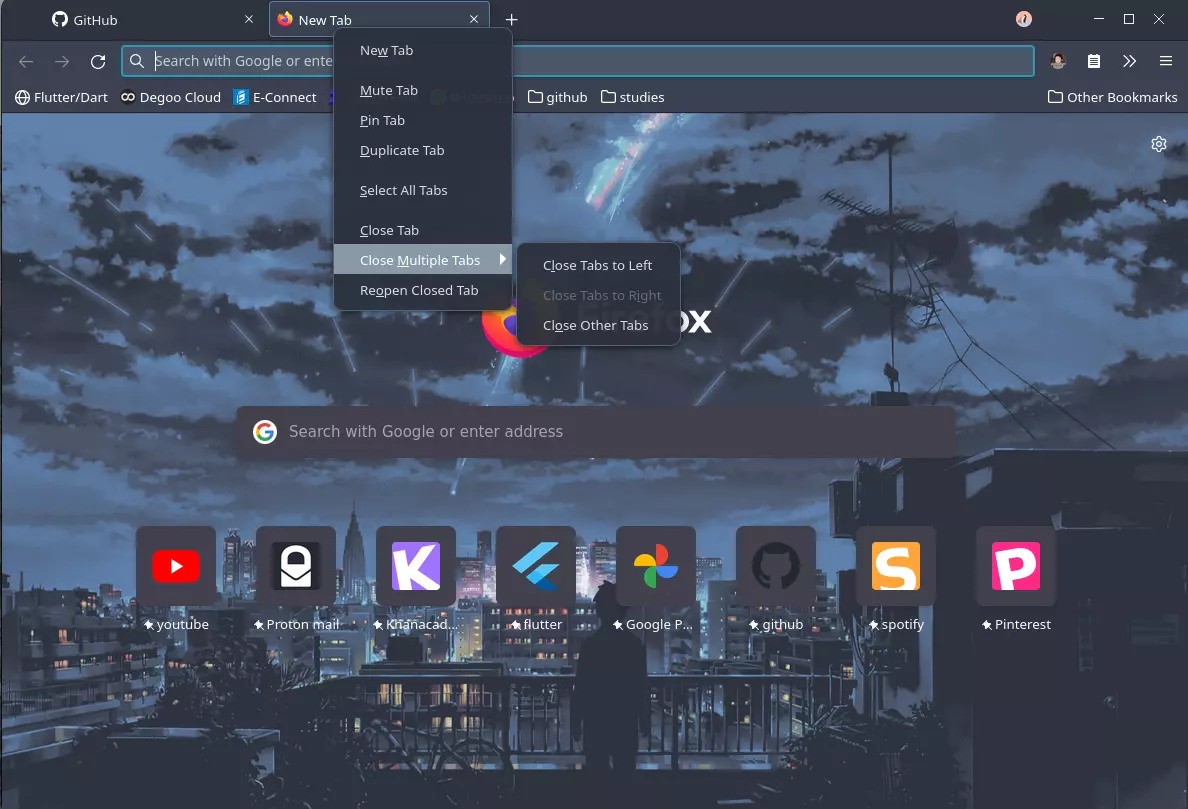 GitHub
New Tab
Search with Google or ente
New Tab
Mute Tab
Pin Tab
Duplicate Tab
Select All Tabs
Close Tab
Close Multiple Tabs
Reopen Closed Tab
Flutter/Dart
Degoo Cloud
E-Connect
github
studies
Other Bookmarks
Close Tabs to Left
Close Tabs to Right
Close Other Tabs
ox
Search with Google or enter address
youtube
Proton mail
Khanacad...
flutter
Google P...
github
spotify
Pinterest